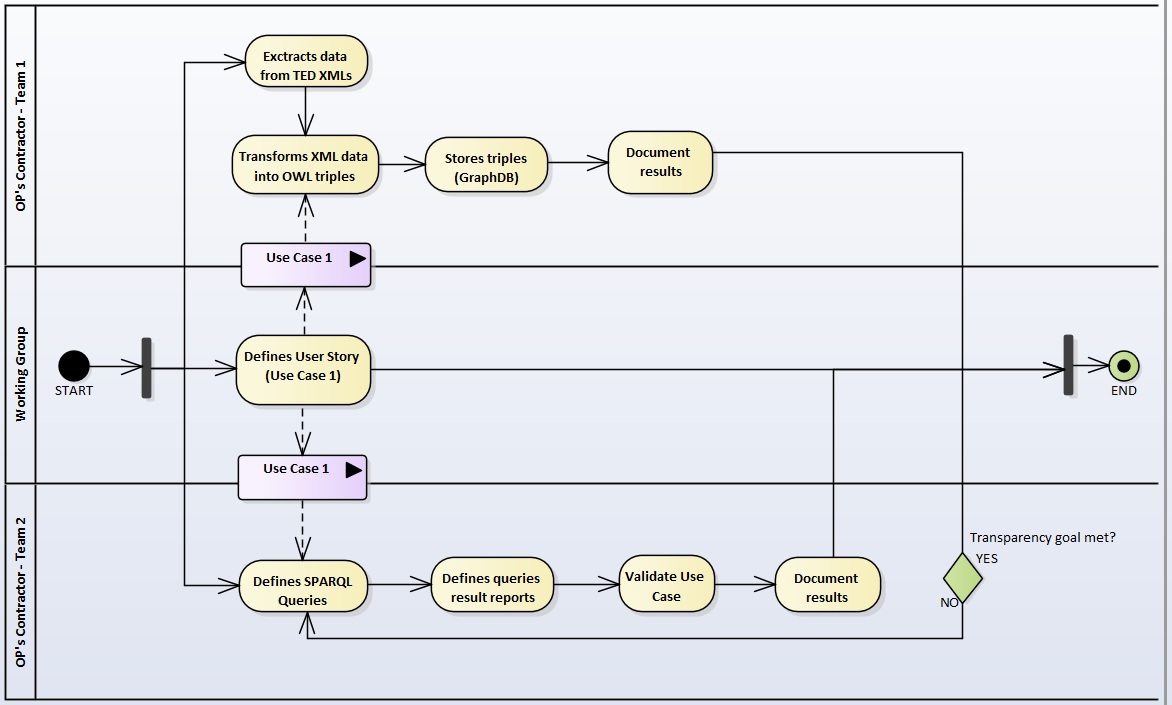 OP's Contractor - Team 1
Exctracts data
from TED XMLs
Transforms XML data
into OWL triples
Stores triples
(GraphDB)
Document
results
Use Case 1
Working Group
START
Defines User Story
(Use Case 1)
END
Use Case 1
OP's Contractor - Team 2
Defines SPARQL
Queries
Defines queries
result reports
Validate Use
Case
Document
results
Transparency goal met?
YES
NO